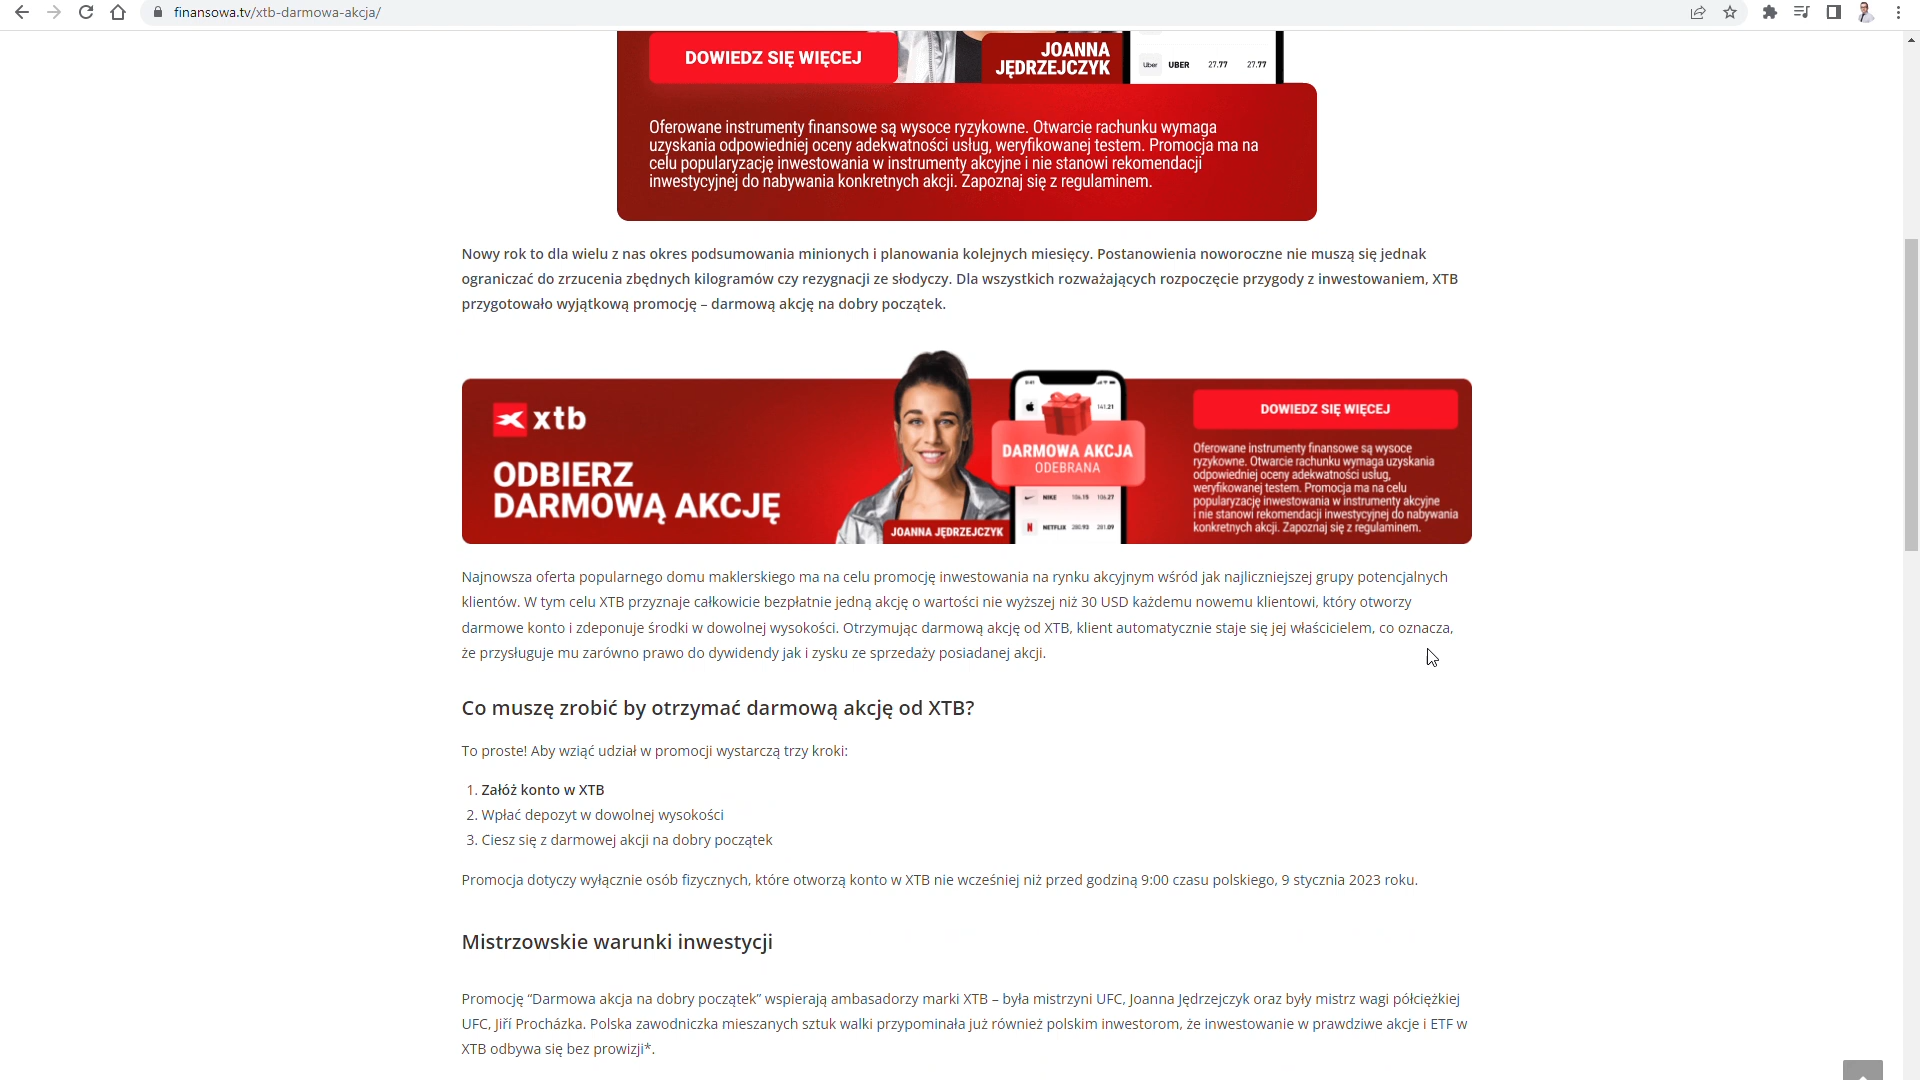 finansowa.tv/xtb-darmowa-akcja/
DOWIEDZ SIĘ WIĘCEJ
JOANNA
JĘDRZEJCZYK
Uber UBER 27.77 27.77
Oferowane instrumenty finansowe są wysoce ryzykowne. Otwarcie rachunku wymaga
uzyskania odpowiedniej oceny adekwatności usług, weryfikowanej testem. Promocja ma na
celu popularyzację inwestowania w instrumenty akcyjne i nie stanowi rekomendacji
inwestycyjnej do nabywania konkretnych akcji. Zapoznaj się z regulaminem.
Nowy rok to dla wielu z nas okres podsumowania minionych i planowania kolejnych miesięcy. Postanowienia noworoczne nie muszą się jednak
ograniczać do zrzucenia zbędnych kilogramów czy rezygnacji ze słodyczy. Dla wszystkich rozważających rozpoczęcie przygody z inwestowaniem, XTB
przygotowało wyjątkową promocję – darmową akcję na dobry początek.
xtb
ODBIERZ
DARMOWĄ AKCJĘ
JOANNA JĘDRZEJCZYK
9:41
141.21
DARMOWA AKCJA
ODEBRANA
NIKE 106.15 106.27
NETFLIX 280.93 281.09
DOWIEDZ SIĘ WIĘCEJ
Oferowane instrumenty finansowe są wysoce
ryzykowne. Otwarcie rachunku wymaga uzyskania
odpowiedniej oceny adekwatności usług,
weryfikowanej testem. Promocja ma na celu
popularyzację inwestowania w instrumenty akcyjne
i nie stanowi rekomendacji inwestycyjnej do nabywania
konkretnych akcji. Zapoznaj się z regulaminem.
Najnowsza oferta popularnego domu maklerskiego ma na celu promocję inwestowania na rynku akcyjnym wśród jak najliczniejszej grupy potencjalnych
klientów. W tym celu XTB przyznaje całkowicie bezpłatnie jedną akcję o wartości nie wyższej niż 30 USD każdemu nowemu klientowi, który otworzy
darmowe konto i zdeponuje środki w dowolnej wysokości. Otrzymując darmową akcję od XTB, klient automatycznie staje się jej właścicielem, co oznacza,
że przysługuje mu zarówno prawo do dywidendy jak i zysku ze sprzedaży posiadanej akcji.
Co muszę zrobić by otrzymać darmową akcję od XTB?
To proste! Aby wziąć udział w promocji wystarczą trzy kroki:
1. Załóż konto w XTB
2. Wpłać depozyt w dowolnej wysokości
3. Ciesz się z darmowej akcji na dobry początek
Promocja dotyczy wyłącznie osób fizycznych, które otworzą konto w XTB nie wcześniej niż przed godziną 9:00 czasu polskiego, 9 stycznia 2023 roku.
Mistrzowskie warunki inwestycji
Promocję “Darmowa akcja na dobry początek” wspierają ambasadorzy marki XTB – była mistrzyni UFC, Joanna Jędrzejczyk oraz były mistrz wagi półciężkiej
UFC, Jiří Procházka. Polska zawodniczka mieszanych sztuk walki przypominała już również polskim inwestorom, że inwestowanie w prawdziwe akcje i ETF w
XTB odbywa się bez prowizji*.